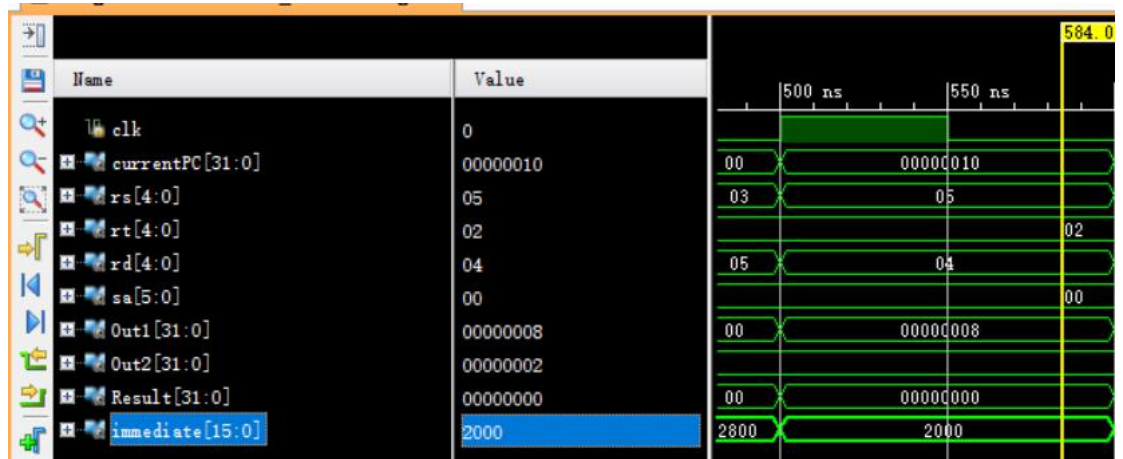 584.0
Name Value 500 ns 550 ns
clk 0
currentPC[31:0] 00000010 00 00000010
rs[4:0] 05 03 05
rt[4:0] 02 02
rd[4:0] 04 05 04
sa[5:0] 00 00
Out1[31:0] 00000008 00 00000008
Out2[31:0] 00000002
Result[31:0] 00000000 00 00000000
immediate[15:0] 2000 2800 2000